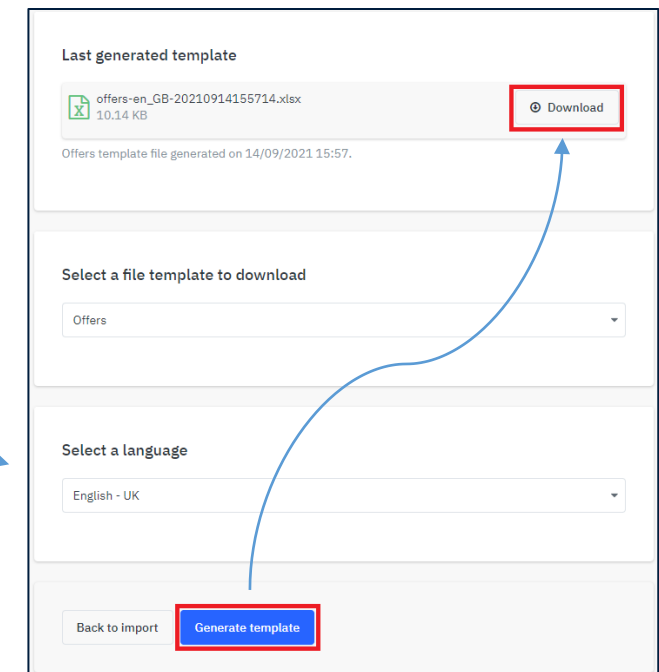 Last generated template
offers-en_GB-20210914155714.xlsx
10.14 KB
Download
Offers template file generated on 14/09/2021 15:57.
Select a file template to download
Offers
Select a language
English - UK
Back to import
Generate template